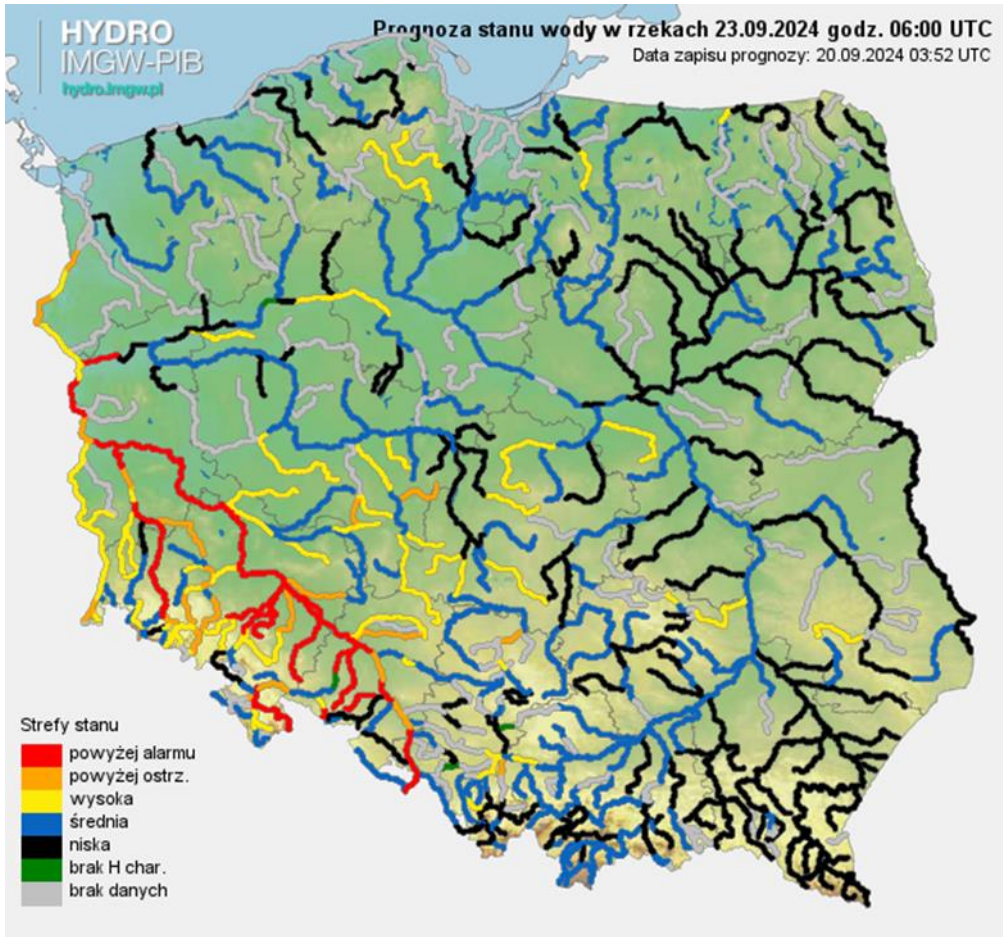 HYDRO
IMGW-PIB
hydro.imgw.pl
Prognoza stanu wody w rzekach 23.09.2024 godz. 06:00 UTC
Data zapisu prognozy: 20.09.2024 03:52 UTC
Strefy stanu
powyżej alarmu
powyżej ostrz.
wysoka
średnia
niska
brak H char.
brak danych